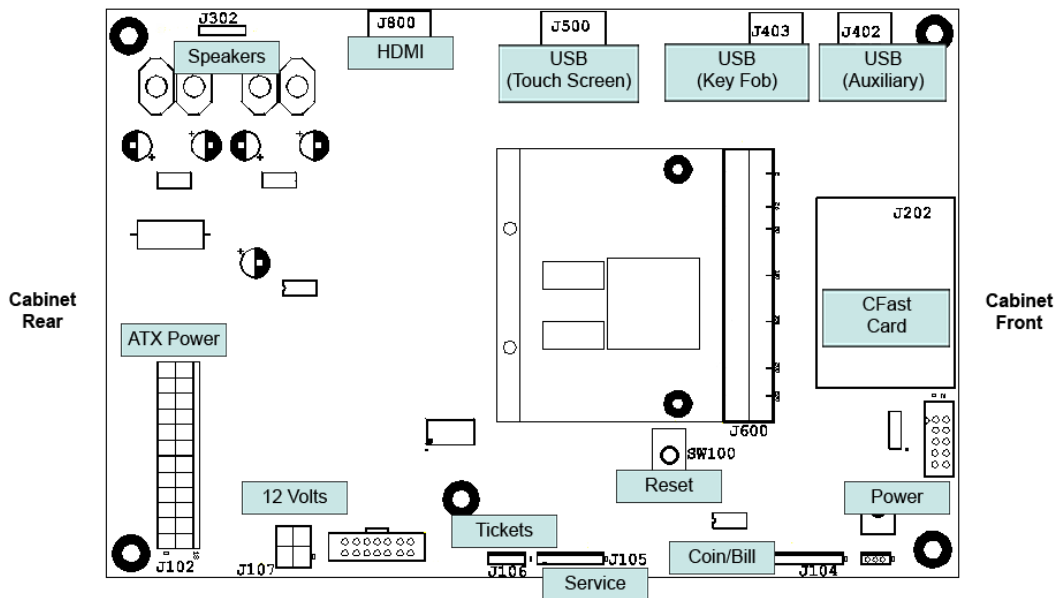 J302
J800
J500
J403
J402
Speakers
HDMI
USB
(Touch Screen)
USB
(Key Fob)
USB
(Auxiliary)
J202
Cabinet
Rear
CFast
Card
Cabinet
Front
ATX Power
J600
SW100
Reset
12 Volts
Power
Tickets
Coin/Bill
J102
J107
J106
J105
J104
Service